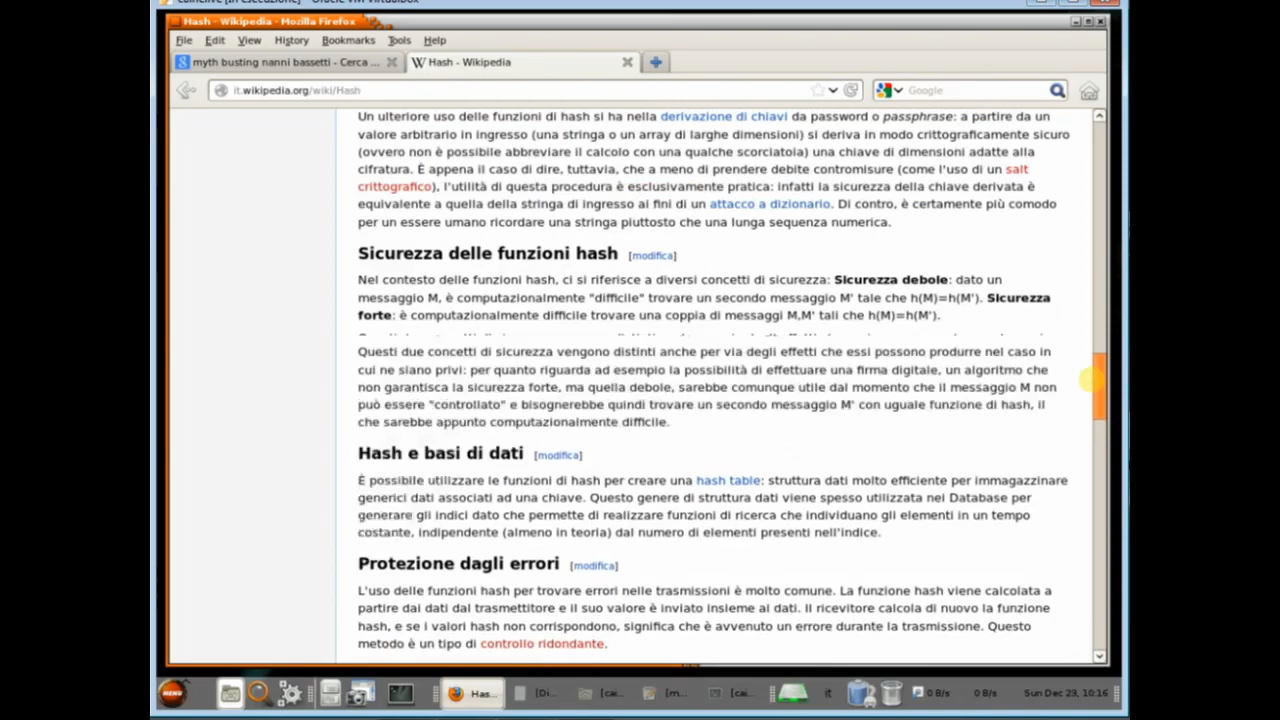 Hash - Wikipedia - Mozilla Firefox
File Edit View History Bookmarks Tools Help
myth busting nanni bassetti - Cerca ...
Hash - Wikipedia
it.wikipedia.org/wiki/Hash
Google
Un ulteriore uso delle funzioni di hash si ha nella derivazione di chiavi da password o passphrase: a partire da un
valore arbitrario in ingresso (una stringa o un array di larghe dimensioni) si deriva in modo crittograficamente sicuro
(ovvero non è possibile abbreviare il calcolo con una qualche scorciatoia) una chiave di dimensioni adatte alla
cifratura. È appena il caso di dire, tuttavia, che a meno di prendere debite contromisure (come l'uso di un salt
crittografico), l'utilità di questa procedura è esclusivamente pratica: infatti la sicurezza della chiave derivata è
equivalente a quella della stringa di ingresso ai fini di un attacco a dizionario. Di contro, è certamente più comodo
per un essere umano ricordare una stringa piuttosto che una lunga sequenza numerica.
Sicurezza delle funzioni hash [modifica]
Nel contesto delle funzioni hash, ci si riferisce a diversi concetti di sicurezza: Sicurezza debole: dato un
messaggio M, è computazionalmente "difficile" trovare un secondo messaggio M' tale che h(M)=h(M'). Sicurezza
forte: è computazionalmente difficile trovare una coppia di messaggi M,M' tali che h(M)=h(M').
Questi due concetti di sicurezza vengono distinti anche per via degli effetti che essi possono produrre nel caso in
cui ne siano privi: per quanto riguarda ad esempio la possibilità di effettuare una firma digitale, un algoritmo che
non garantisca la sicurezza forte, ma quella debole, sarebbe comunque utile dal momento che il messaggio M non
può essere "controllato" e bisognerebbe quindi trovare un secondo messaggio M' con uguale funzione di hash, il
che sarebbe appunto computazionalmente difficile.
Hash e basi di dati [modifica]
È possibile utilizzare le funzioni di hash per creare una hash table: struttura dati molto efficiente per immagazzinare
generici dati associati ad una chiave. Questo genere di struttura dati viene spesso utilizzata nei Database per
generare gli indici dato che permette di realizzare funzioni di ricerca che individuano gli elementi in un tempo
costante, indipendente (almeno in teoria) dal numero di elementi presenti nell'indice.
Protezione dagli errori [modifica]
L'uso delle funzioni hash per trovare errori nelle trasmissioni è molto comune. La funzione hash viene calcolata a
partire dai dati dal trasmettitore e il suo valore è inviato insieme ai dati. Il ricevitore calcola di nuovo la funzione
hash, e se i valori hash non corrispondono, significa che è avvenuto un errore durante la trasmissione. Questo
metodo è un tipo di controllo ridondante.
MENU Has... [Di... [cai... [m... [cai... it 0 B/s 0 B/s Sun Dec 23, 10:16